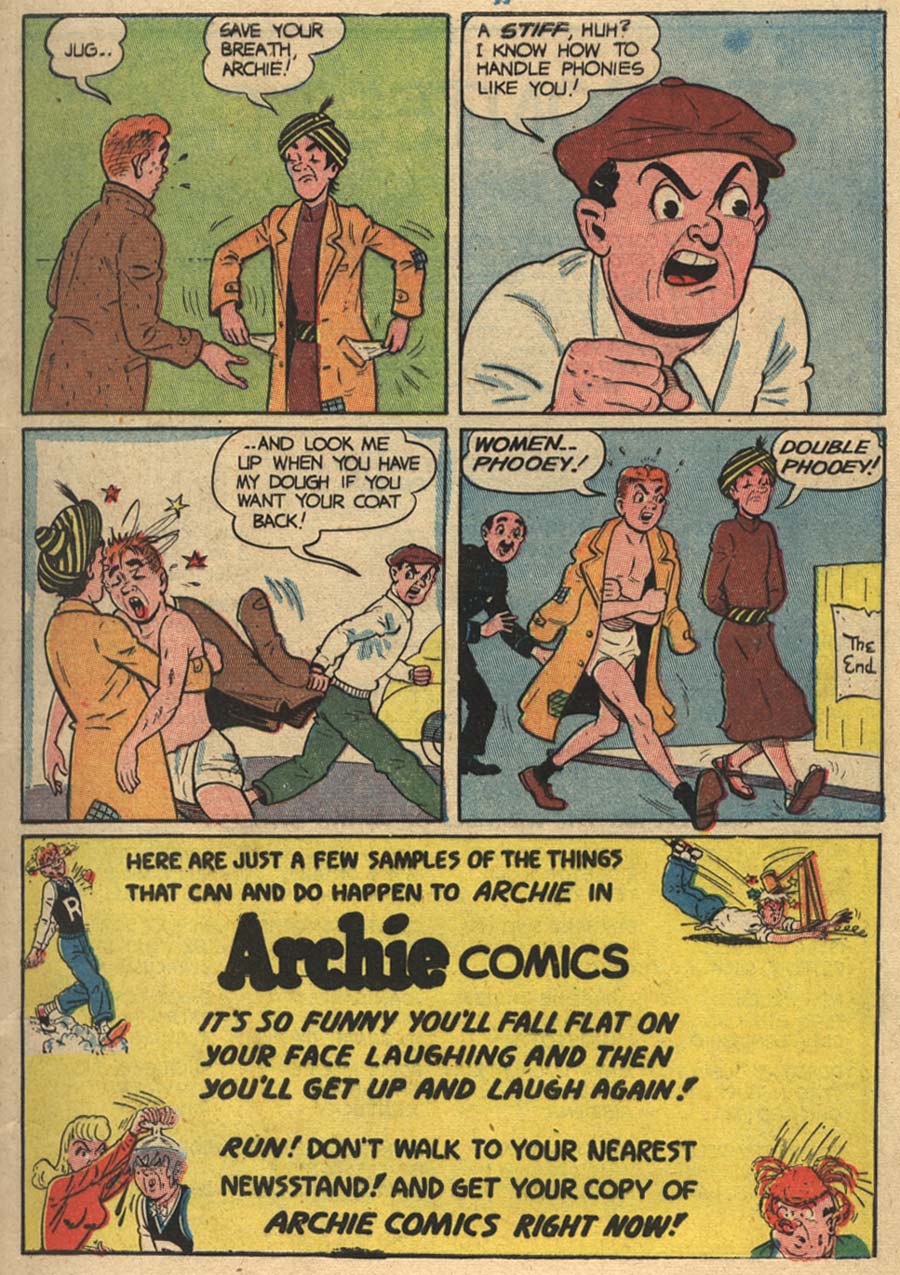 JUG..
SAVE YOUR
BREATH,
ARCHIE!
A STIFF, HUH?
I KNOW HOW TO
HANDLE PHONIES
LIKE YOU!
..AND LOOK ME
UP WHEN YOU HAVE
MY DOUGH IF YOU
WANT YOUR COAT
BACK!
WOMEN--
PHOOEY!
DOUBLE
PHOOEY!
The
End
HERE ARE JUST A FEW SAMPLES OF THE THINGS
THAT CAN AND DO HAPPEN TO ARCHIE IN
Archie COMICS
IT'S SO FUNNY YOU'LL FALL FLAT ON
YOUR FACE LAUGHING AND THEN
YOU'LL GET UP AND LAUGH AGAIN!
RUN! DON'T WALK TO YOUR NEAREST
NEWSSTAND! AND GET YOUR COPY OF
ARCHIE COMICS RIGHT NOW!
R
R